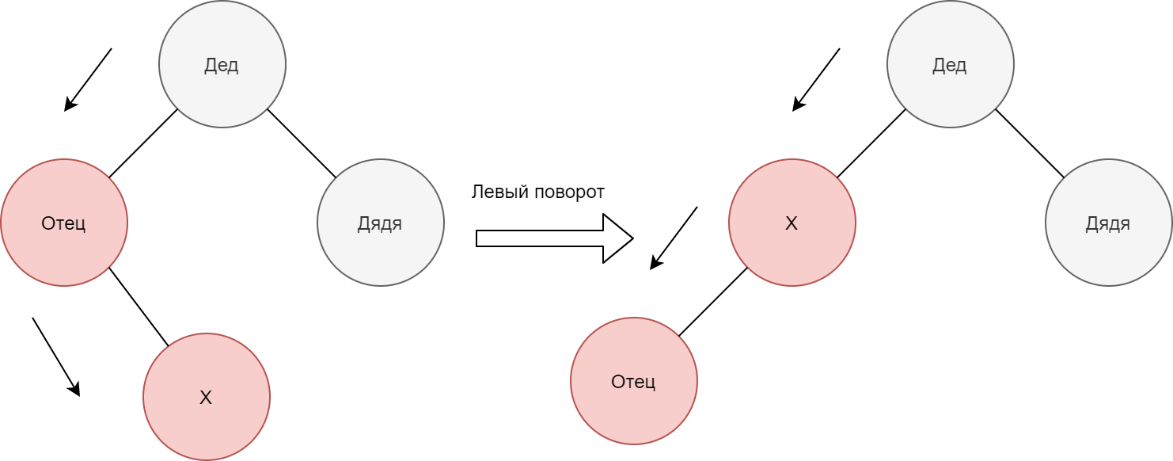 Дед
Отец
Дядя
X
Левый поворот
Дед
X
Дядя
Отец